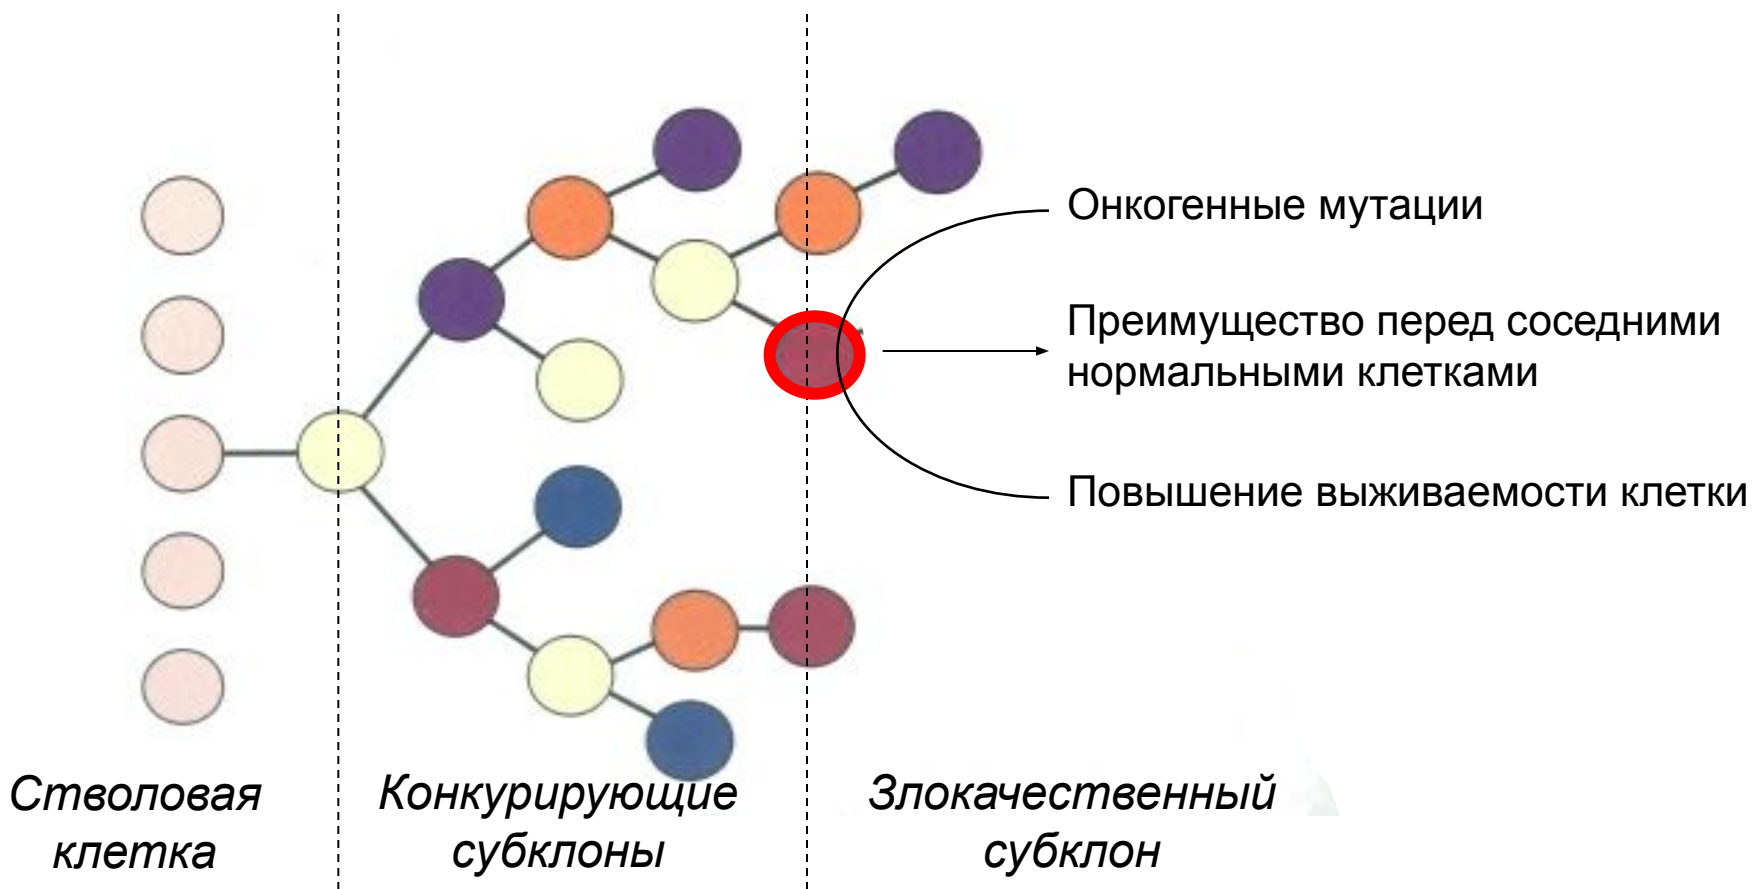 Онкогенные мутации
Преимущество перед соседними
нормальными клетками
Повышение выживаемости клетки
Стволовая
клетка
Конкурирующие
субклоны
Злокачественный
субклон